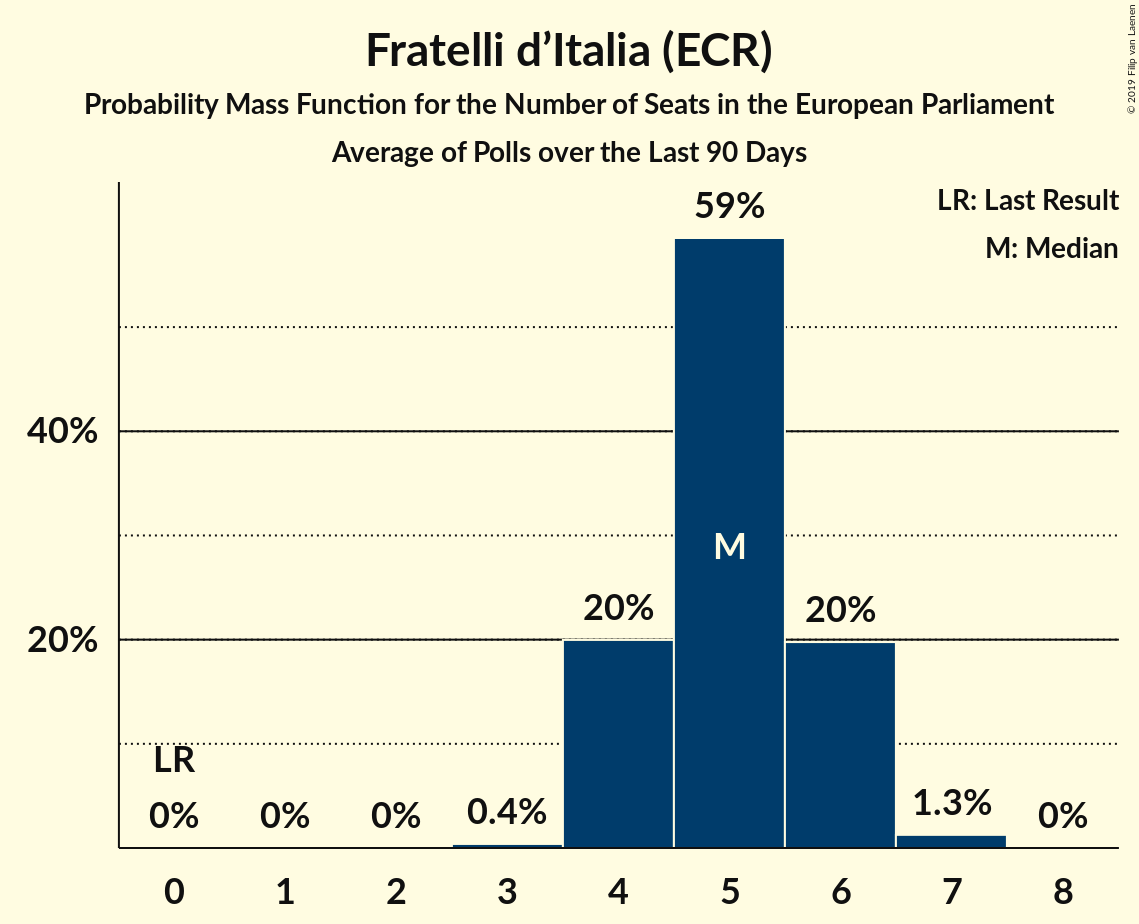 Fratelli d’Italia (ECR)
Probability Mass Function for the Number of Seats in the European Parliament
Average of Polls over the Last 90 Days
© 2019 Filip van Laenen
LR: Last Result
M: Median
59%
40%
M
20% 20%
20%
LR
0% 0% 0% 0.4% 1.3% 0%
0 1 2 3 4 5 6 7 8